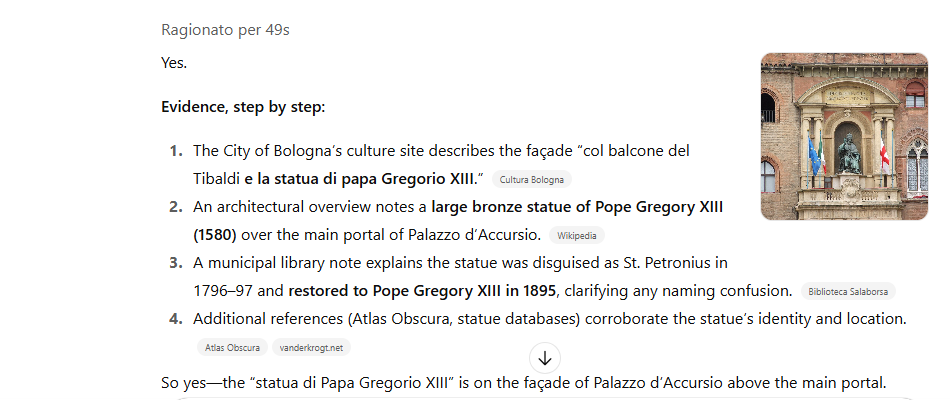 Ragionato per 49s
Yes.
Evidence, step by step:
1. The City of Bologna’s culture site describes the façade “col balcone del
Tibaldi e la statua di papa Gregorio XIII.” Cultura Bologna
2. An architectural overview notes a large bronze statue of Pope Gregory XIII
(1580) over the main portal of Palazzo d’Accursio. Wikipedia
3. A municipal library note explains the statue was disguised as St. Petronius in
1796–97 and restored to Pope Gregory XIII in 1895, clarifying any naming confusion. Biblioteca Salaborsa
4. Additional references (Atlas Obscura, statue databases) corroborate the statue’s identity and location.
Atlas Obscura vanderkrogt.net
So yes—the “statua di Papa Gregorio XIII” is on the façade of Palazzo d’Accursio above the main portal.